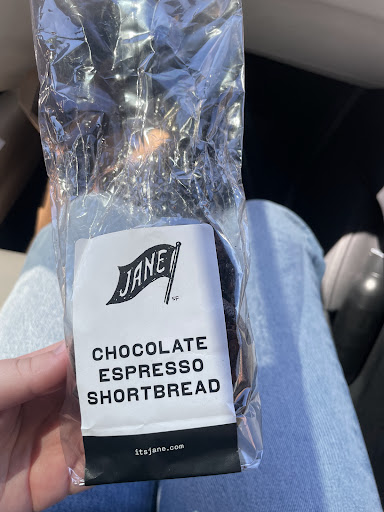 JANE
SF
CHOCOLATE
ESPRESSO
SHORTBREAD
itsjane.com